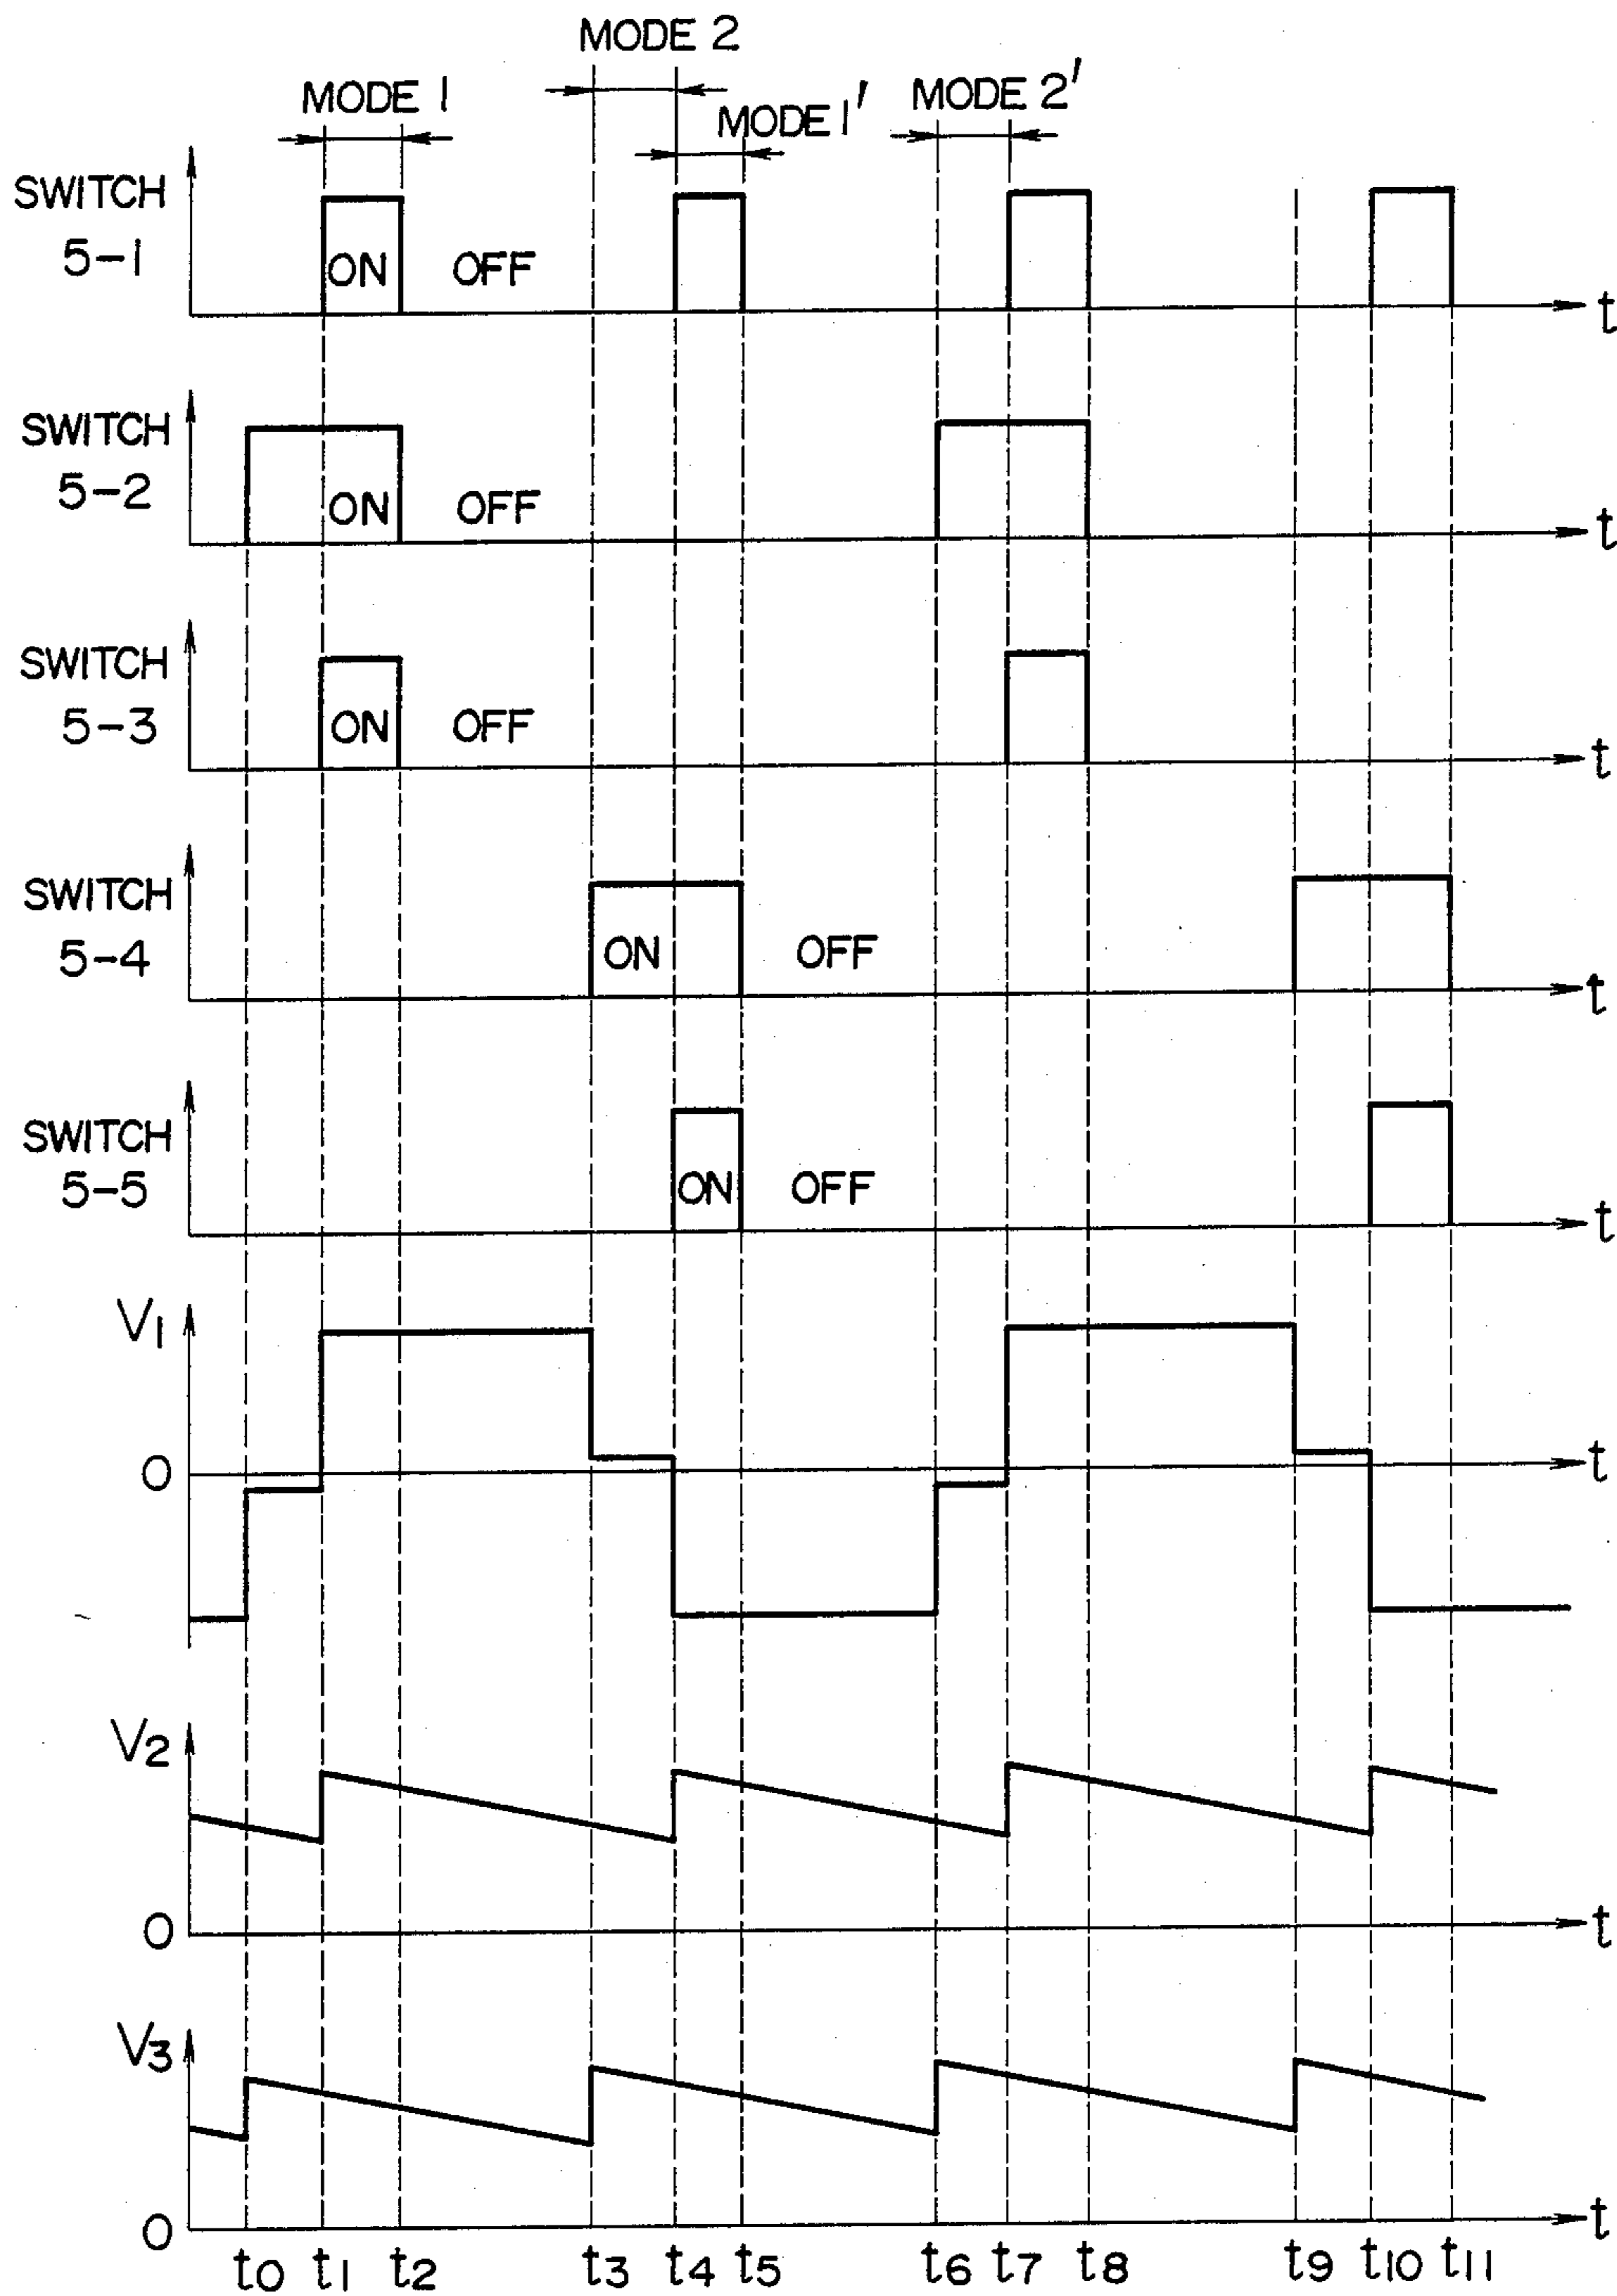 MODE 2
MODE 1
MODE 1'
MODE 2'
SWITCH
5-1
ON
OFF
t
SWITCH
5-2
ON
OFF
t
SWITCH
5-3
ON
OFF
t
SWITCH
5-4
ON
OFF
t
SWITCH
5-5
ON
OFF
t
V1
0
t
V2
0
t
V3
0
t
t0 t1 t2 t3 t4 t5 t6 t7 t8 t9 t10 t11